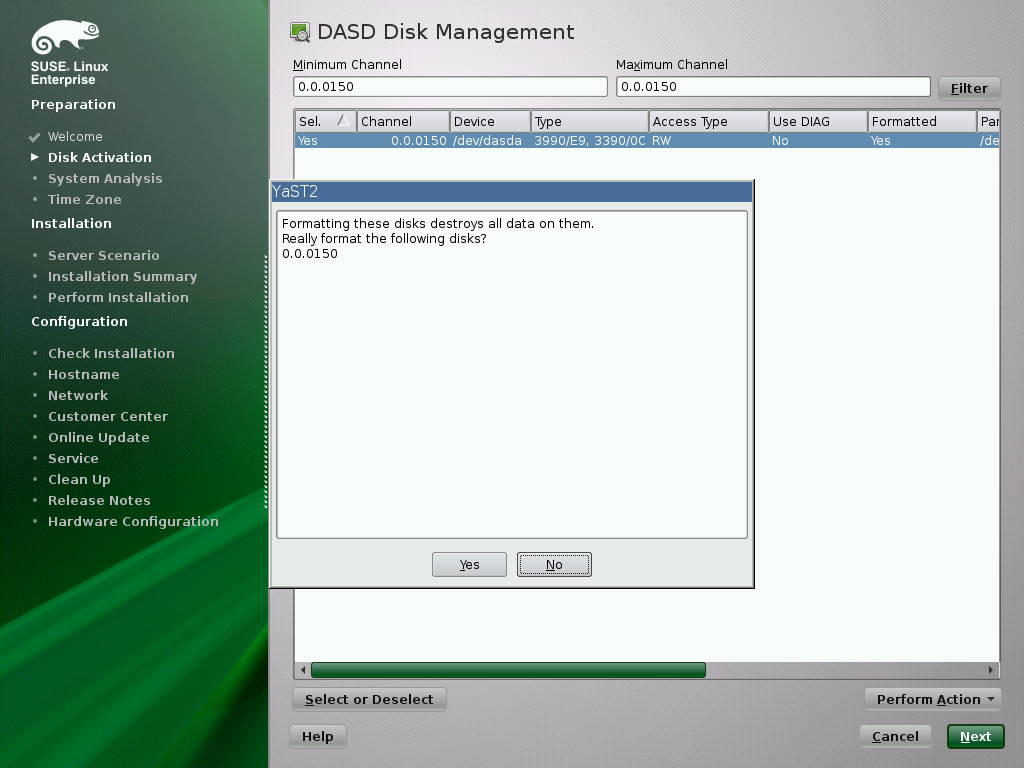 SUSE. Linux
Enterprise
Preparation
Welcome
Disk Activation
System Analysis
Time Zone
Installation
Server Scenario
Installation Summary
Perform Installation
Configuration
Check Installation
Hostname
Network
Customer Center
Online Update
Service
Clean Up
Release Notes
Hardware Configuration
DASD Disk Management
Minimum Channel Maximum Channel
0.0.0150 0.0.0150 Filter
Sel. Channel Device Type Access Type Use DIAG Formatted Par
Yes 0.0.0150 /dev/dasda 3990/E9, 3390/0C RW No Yes /de
YaST2
Formatting these disks destroys all data on them.
Really format the following disks?
0.0.0150
Yes No
Select or Deselect Perform Action
Help Cancel Next